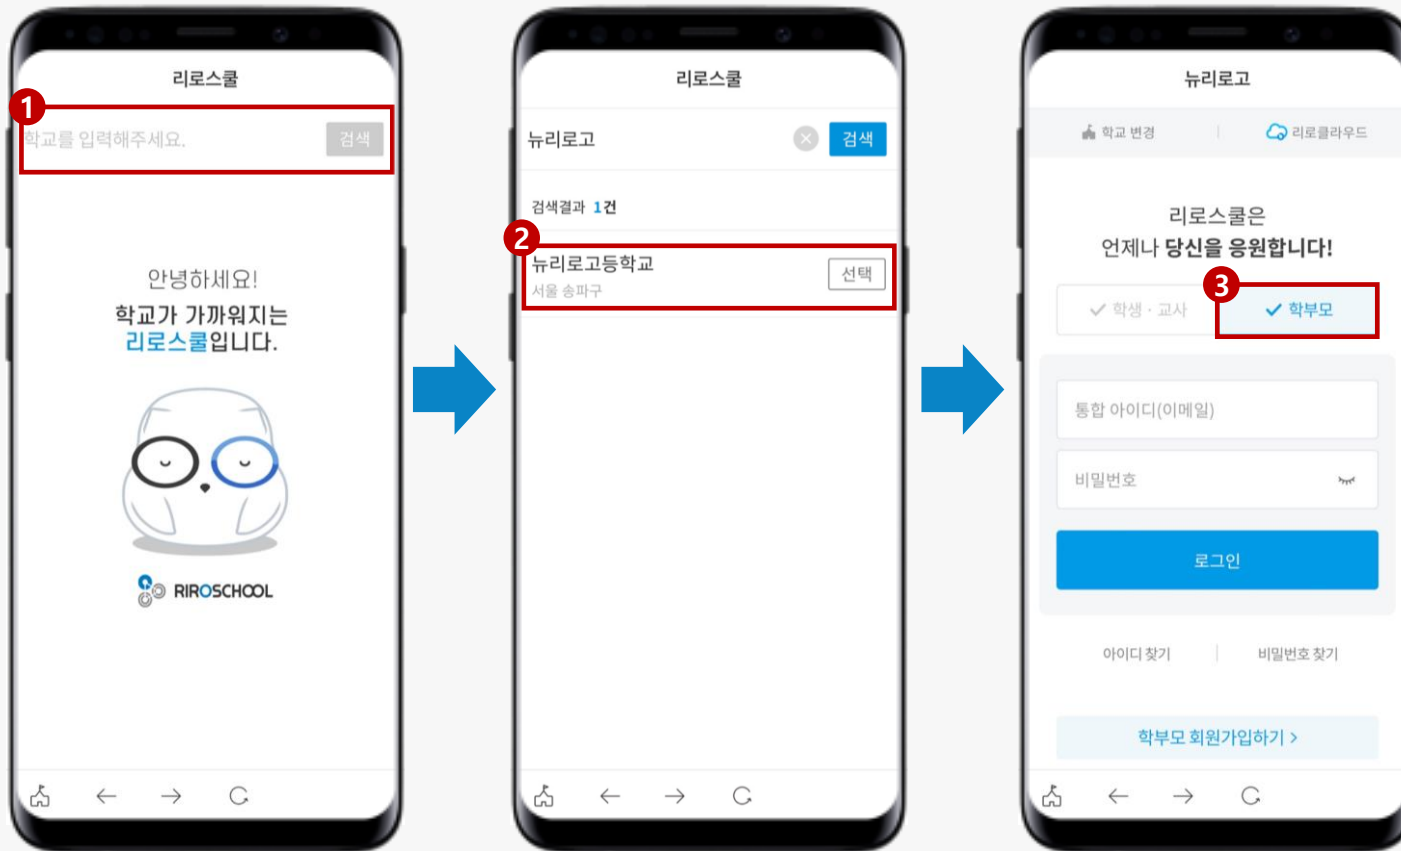 리로스쿨
1
학교를 입력해주세요.
검색
안녕하세요!
학교가 가까워지는
리로스쿨입니다.
RIROSCHOOL
리로스쿨
뉴리로고
검색
검색결과 1건
2
뉴리로고등학교
선택
서울 송파구
뉴리로고
학교 변경
리로클라우드
리로스쿨은
언제나 당신을 응원합니다!
3
학생 · 교사
학부모
통합 아이디(이메일)
비밀번호
로그인
아이디 찾기
비밀번호 찾기
학부모 회원가입하기 >